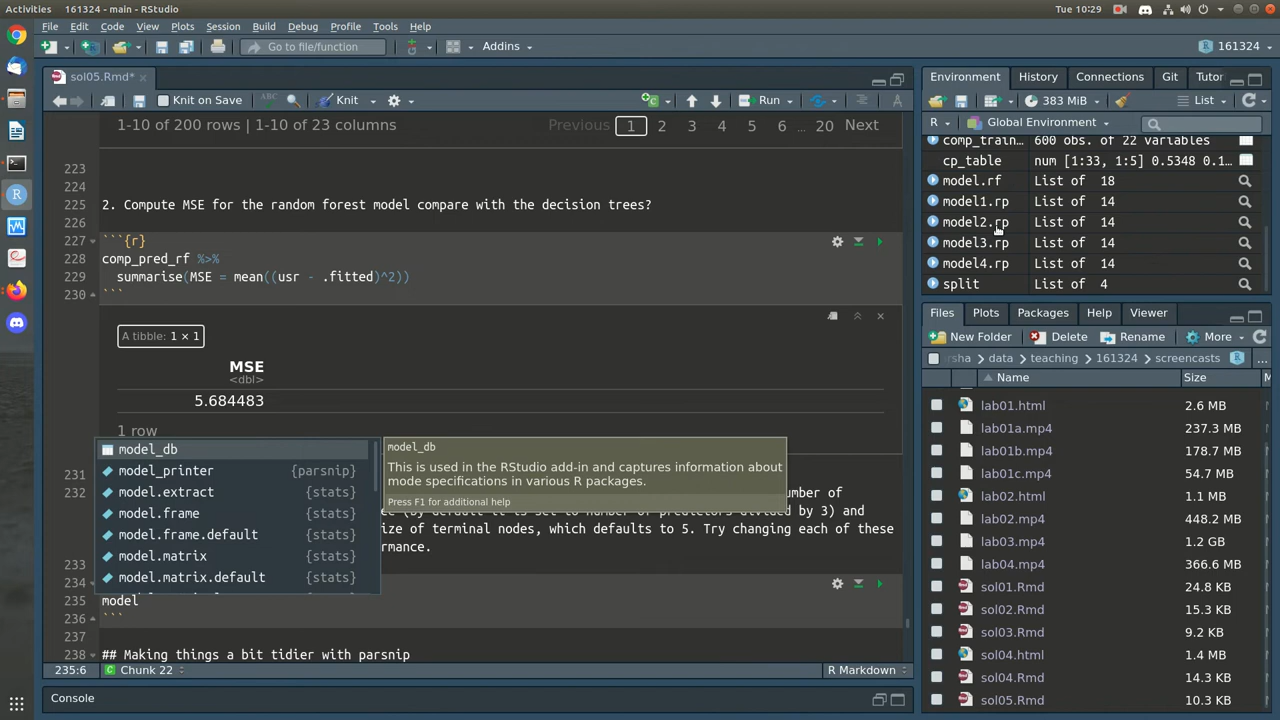 Activities
161324 - main - RStudio
Tue 10:29
File Edit Code View Plots Session Build Debug Profile Tools Help
Go to file/function
Addins
161324
sol05.Rmd*
Knit on Save
ABC
Knit
Run
1-10 of 200 rows | 1-10 of 23 columns
Previous 1 2 3 4 5 6 … 20 Next
223
224
225 2. Compute MSE for the random forest model compare with the decision trees?
226
227 ```{r}
228 comp_pred_rf %>%
229 summarise(MSE = mean((usr - .fitted)^2))
230 ```
A tibble: 1 × 1
MSE
<dbl>
5.684483
1 row
model_db
model_printer {parsnip}
model.extract {stats}
model.frame {stats}
model.frame.default {stats}
model.matrix {stats}
model.matrix.default {stats}
model_db
This is used in the RStudio add-in and captures information about
mode specifications in various R packages.
Press F1 for additional help
231
232 umber of
divided by 3) and
ize of terminal nodes, which defaults to 5. Try changing each of these
rmance.
233
234
235 model
236 ```
237
238 ## Making things a bit tidier with parsnip
235:6 Chunk 22 R Markdown
Console
Environment History Connections Git Tutor
383 MiB
List
R Global Environment
comp_train… 600 obs. of 22 variables
cp_table num [1:33, 1:5] 0.5348 0.1…
model.rf List of 18
model1.rp List of 14
model2.rp List of 14
model3.rp List of 14
model4.rp List of 14
split List of 4
Files Plots Packages Help Viewer
New Folder Delete Rename More
rsha data teaching 161324 screencasts …
Name Size M
lab01.html 2.6 MB
lab01a.mp4 237.3 MB
lab01b.mp4 178.7 MB
lab01c.mp4 54.7 MB
lab02.html 1.1 MB
lab02.mp4 448.2 MB
lab03.mp4 1.2 GB
lab04.mp4 366.6 MB
sol01.Rmd 24.8 KB
sol02.Rmd 15.3 KB
sol03.Rmd 9.2 KB
sol04.html 1.4 MB
sol04.Rmd 14.3 KB
sol05.Rmd 10.3 KB